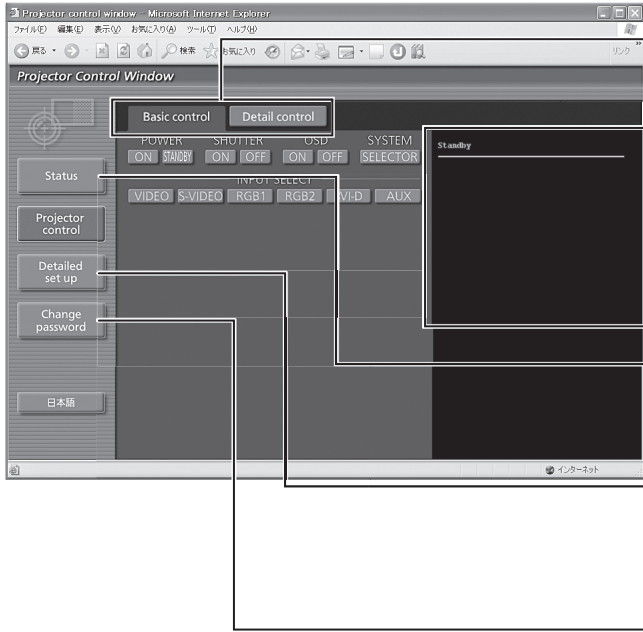 Projector control window - Microsoft Internet Explorer
ファイル(F) 編集(E) 表示(V) お気に入り(A) ツール(T) ヘルプ(H)
戻る 検索 お気に入り リンク »
Projector Control Window
Basic control Detail control
POWER SHUTTER OSD SYSTEM
ON STANDBY ON OFF ON OFF SELECTOR
INPUT SELECT
VIDEO S-VIDEO RGB1 RGB2 DVI-D AUX
Standby
Status
Projector
control
Detailed
set up
Change
password
日本語
インターネット